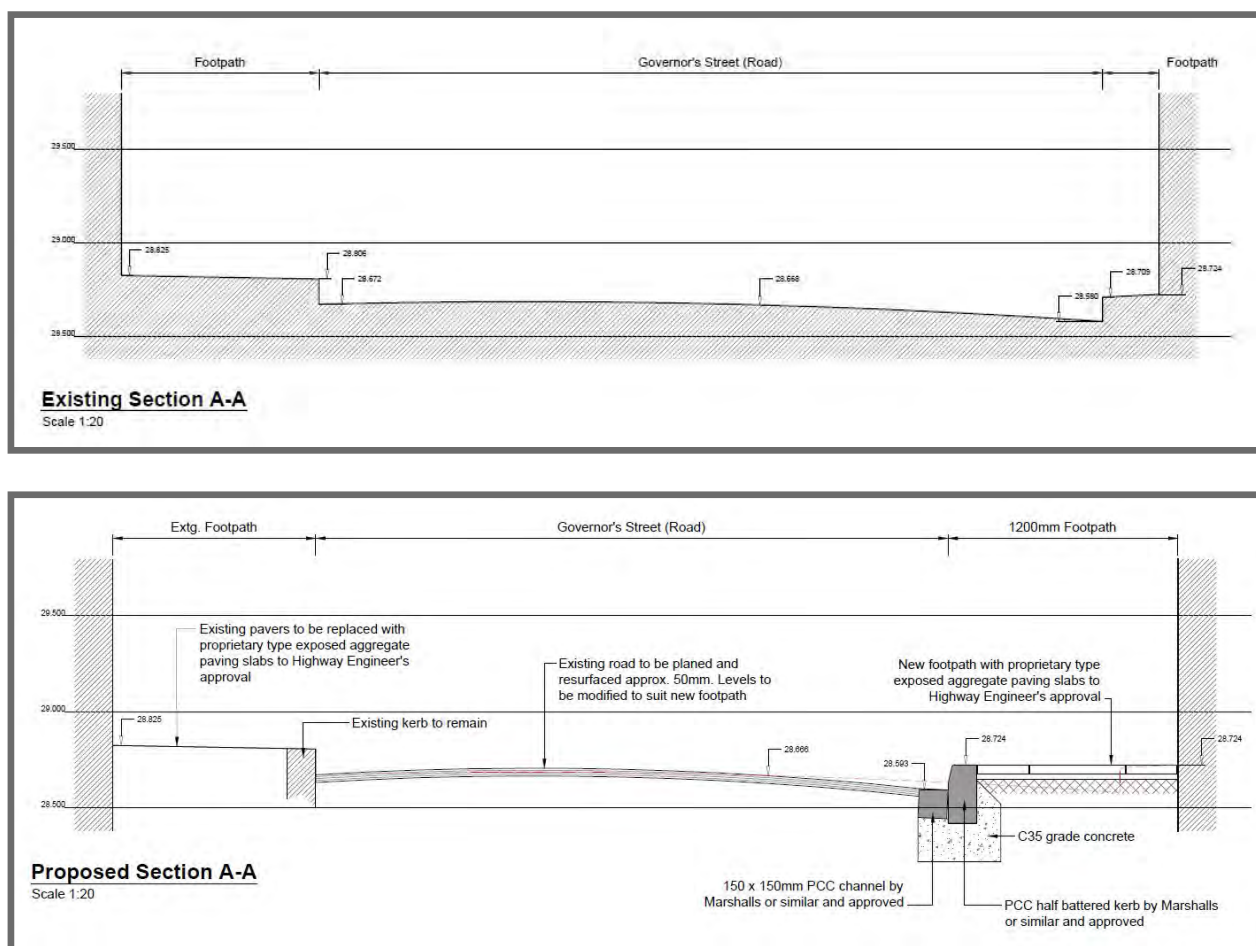 Footpath
Governor's Street (Road)
Footpath
29.500
29.000
28.825
28.806
28.672
28.668
28.709
28.724
28.580
28.500
Existing Section A-A
Scale 1:20
Extg. Footpath
Governor's Street (Road)
1200mm Footpath
29.500
Existing pavers to be replaced with
proprietary type exposed aggregate
paving slabs to Highway Engineer's
approval
Existing road to be planed and
resurfaced approx. 50mm. Levels to
be modified to suit new footpath
New footpath with proprietary type
exposed aggregate paving slabs to
Highway Engineer's approval
29.000
28.825
Existing kerb to remain
28.666
28.593
28.724
28.724
28.500
C35 grade concrete
Proposed Section A-A
Scale 1:20
150 x 150mm PCC channel by
Marshalls or similar and approved
PCC half battered kerb by Marshalls
or similar and approved